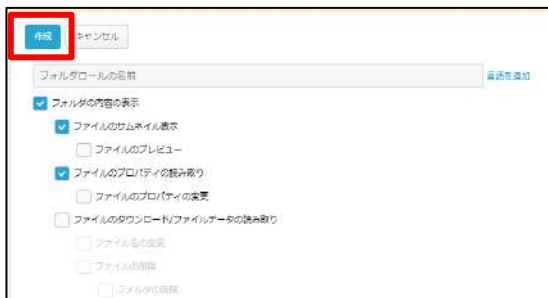 作成 キャンセル
フォルダロールの名前 言語を追加
フォルダの内容の表示
ファイルのサムネイル表示
ファイルのプレビュー
ファイルのプロパティの読み取り
ファイルのプロパティの変更
ファイルのダウンロード/ファイルデータの読み取り
ファイル名の変更
ファイルの削除
フォルダの削除